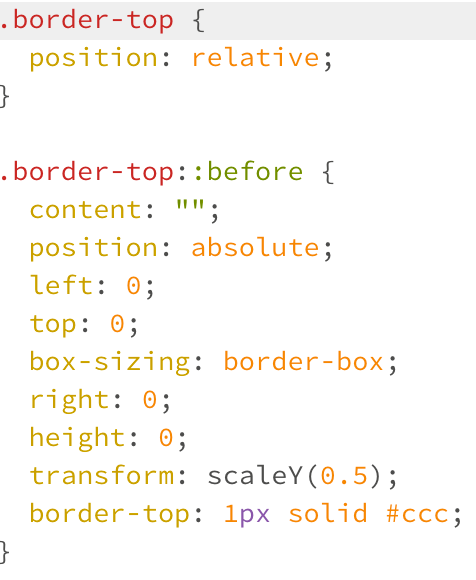 .border-top {
  position: relative;
}

.border-top::before {
  content: "";
  position: absolute;
  left: 0;
  top: 0;
  box-sizing: border-box;
  right: 0;
  height: 0;
  transform: scaleY(0.5);
  border-top: 1px solid #ccc;
}